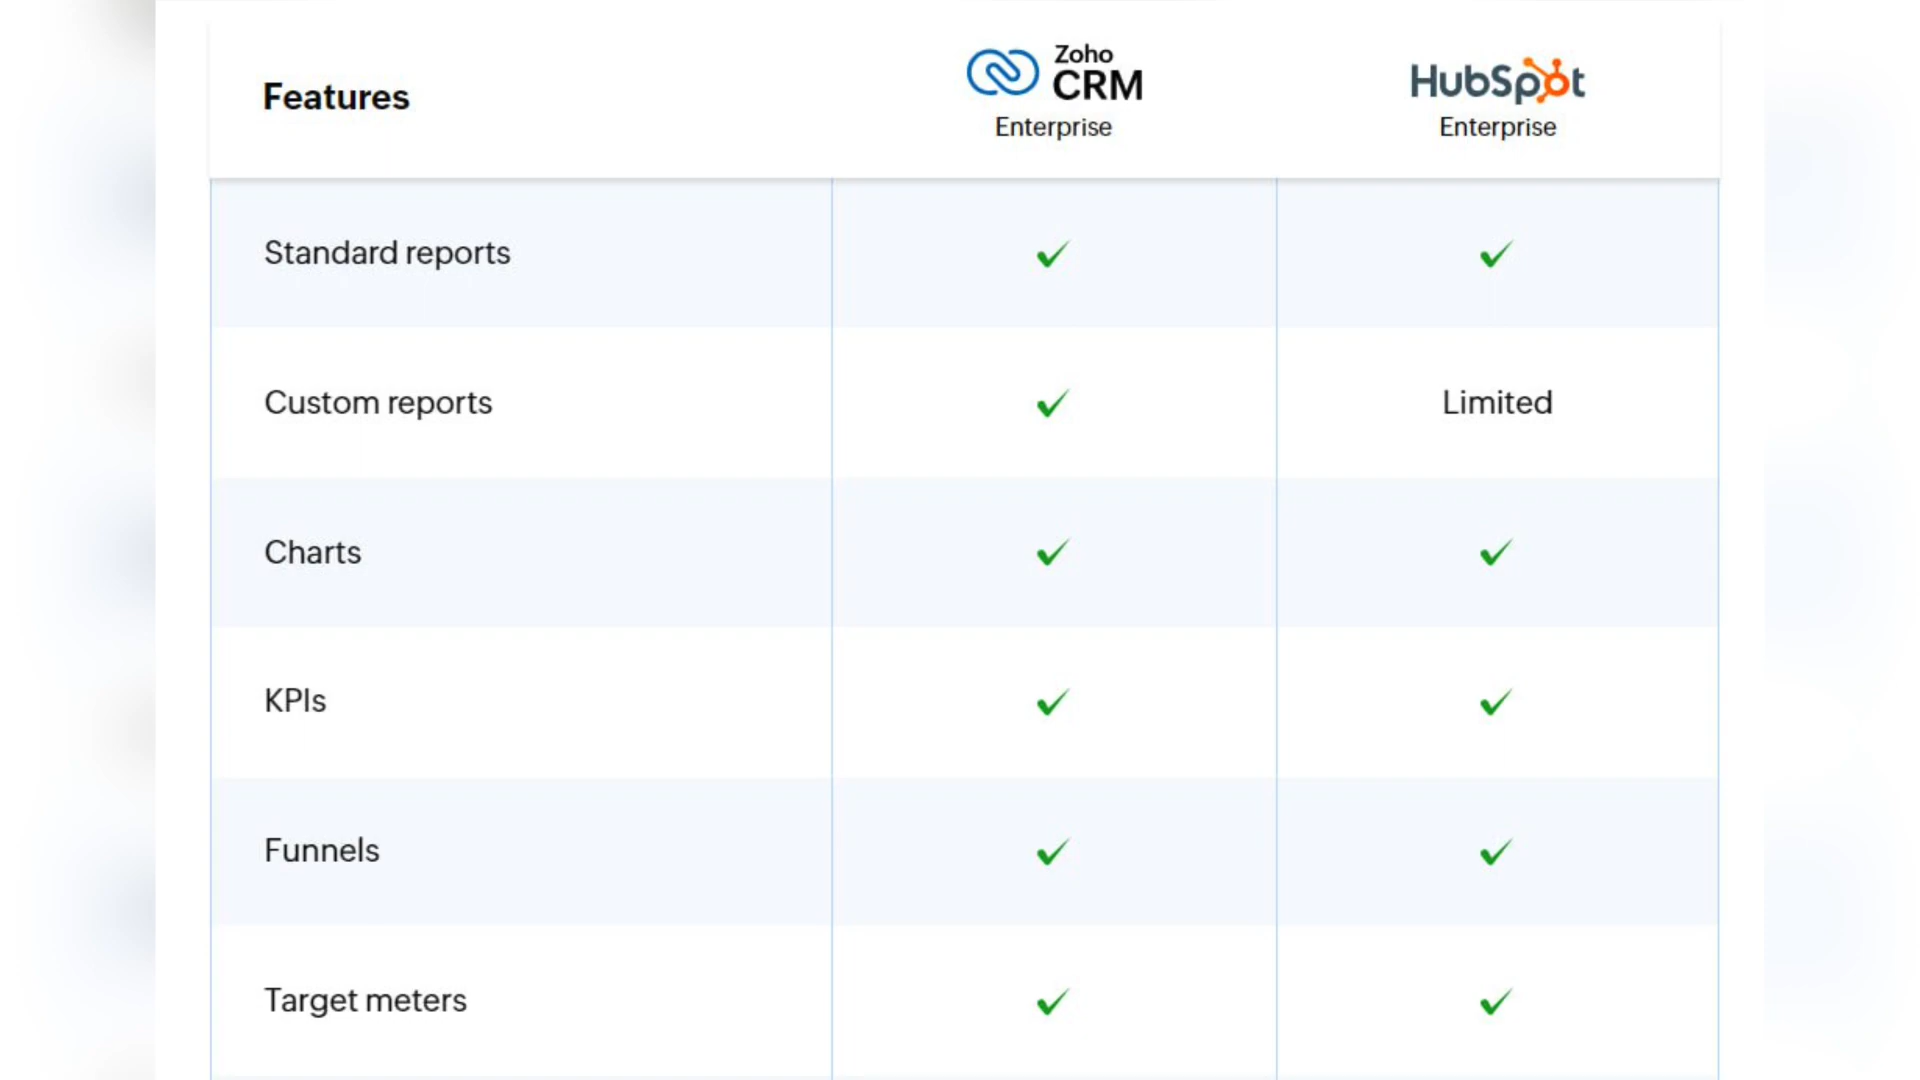 Features
Zoho
CRM
Enterprise
HubSpot
Enterprise
Standard reports
Custom reports
Limited
Charts
KPIs
Funnels
Target meters